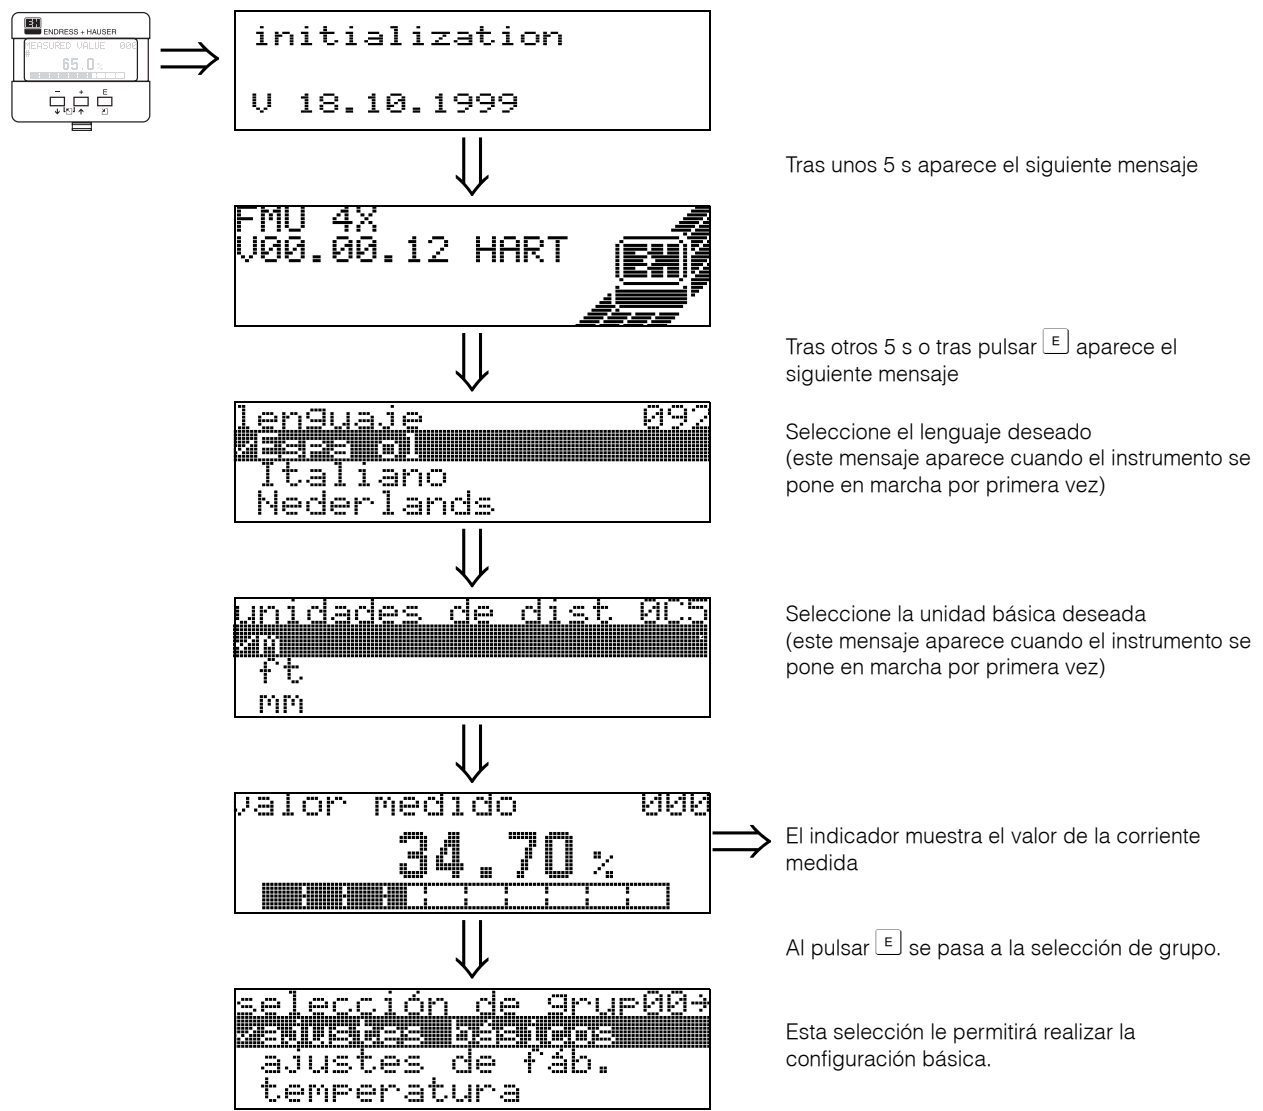 EH
ENDRESS + HAUSER
MEASURED VALUE 000
#
65.0 %
- + E
initialization
V 18.10.1999
Tras unos 5 s aparece el siguiente mensaje
FMU 4X
V00.00.12 HART
EH
Tras otros 5 s o tras pulsar E aparece el
siguiente mensaje
lenguaje 092
✓Espa ol
Italiano
Nederlands
Seleccione el lenguaje deseado
(este mensaje aparece cuando el instrumento se
pone en marcha por primera vez)
unidades de dist 0C5
✓m
ft
mm
Seleccione la unidad básica deseada
(este mensaje aparece cuando el instrumento se
pone en marcha por primera vez)
valor medido 000
34.70 %
El indicador muestra el valor de la corriente
medida
Al pulsar E se pasa a la selección de grupo.
selección de grup00→
✓ajustes básicos
ajustes de fáb.
temperatura
Esta selección le permitirá realizar la
configuración básica.